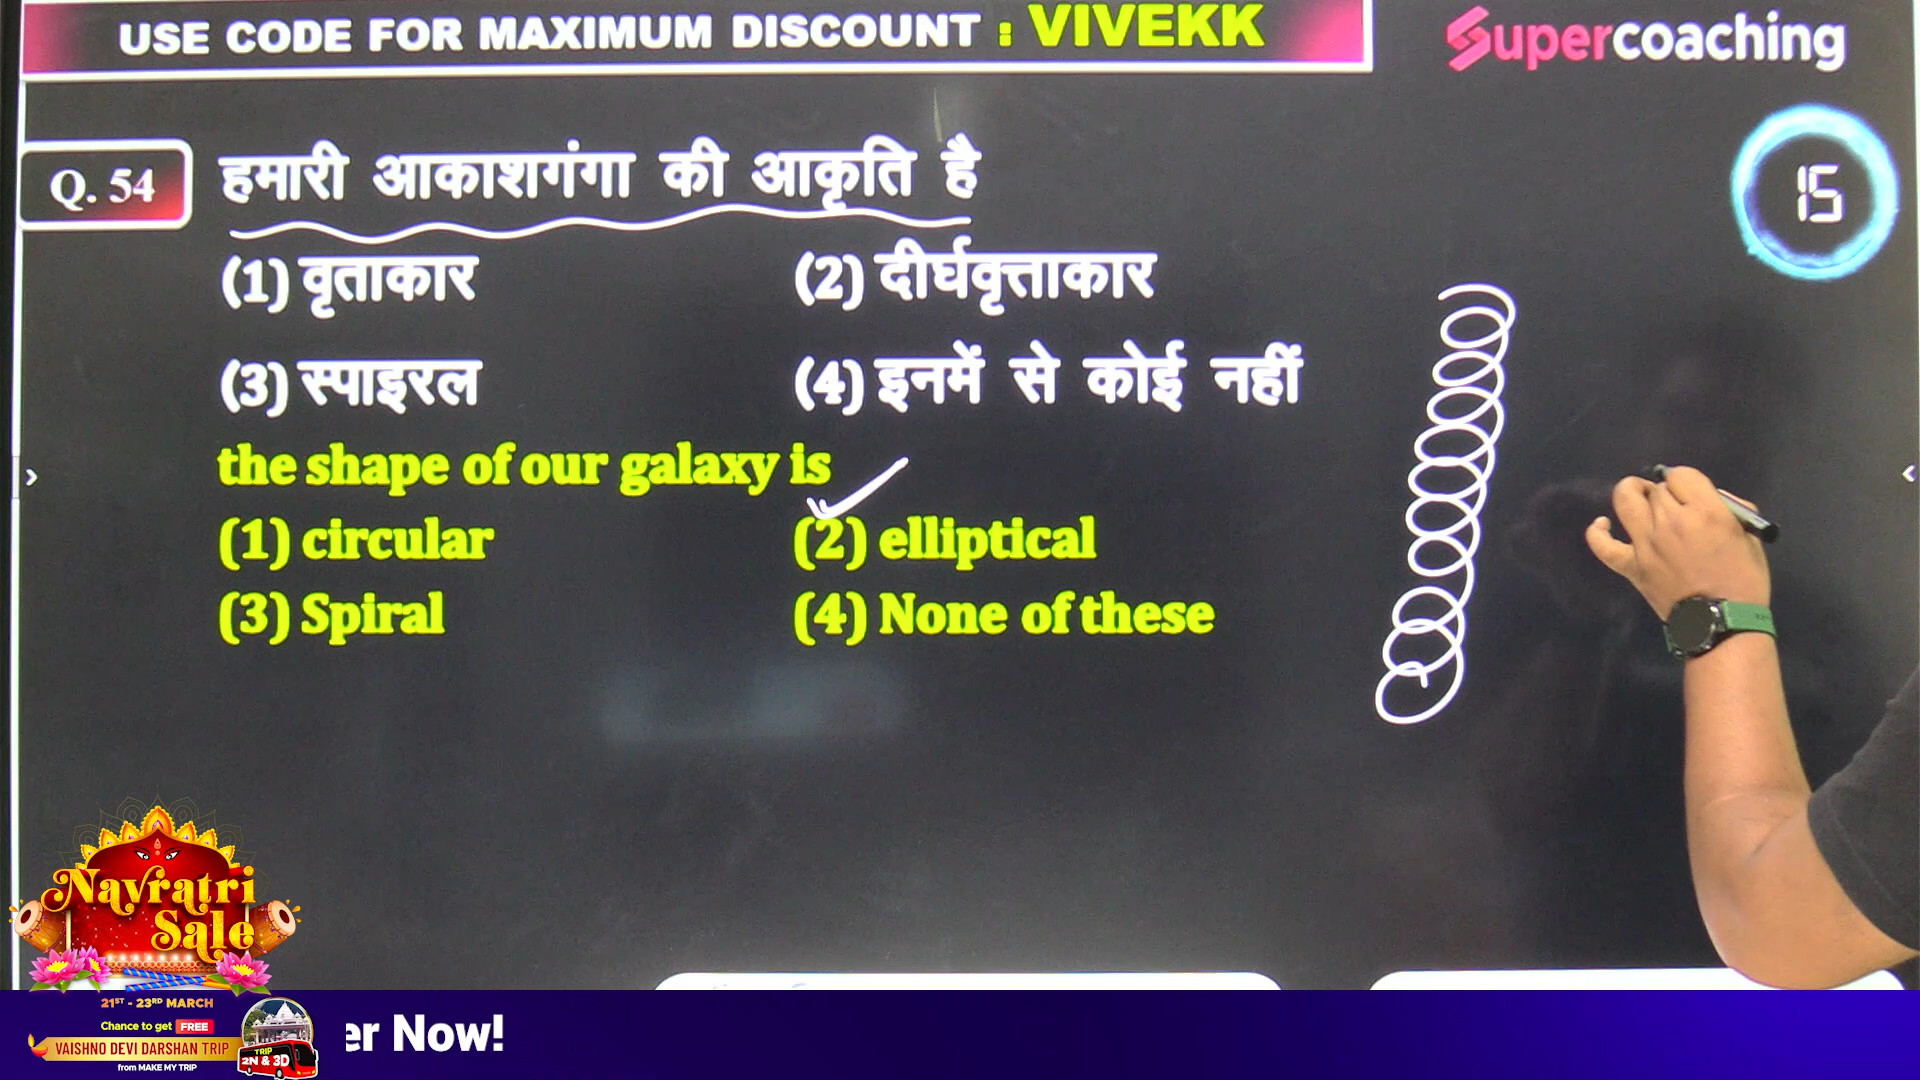 USE CODE FOR MAXIMUM DISCOUNT : VIVEKK
Supercoaching
Q. 54 हमारी आकाशगंगा की आकृति है
15
(1) वृताकार (2) दीर्घवृत्ताकार
(3) स्पाइरल (4) इनमें से कोई नहीं
the shape of our galaxy is
(1) circular (2) elliptical
(3) Spiral (4) None of these
Navratri
Sale
21ST - 23RD MARCH
Chance to get FREE
VAISHNO DEVI DARSHAN TRIP
from MAKE MY TRIP
TRIP
2N & 3D
er Now!